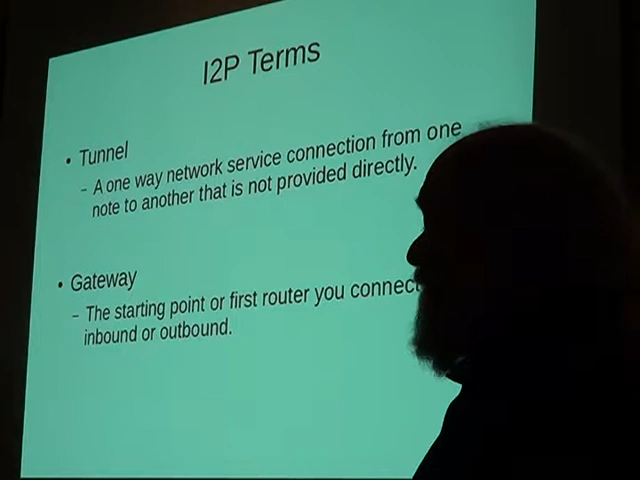 I2P Terms
• Tunnel
– A one way network service connection from one
note to another that is not provided directly.
• Gateway
– The starting point or first router you connect
inbound or outbound.